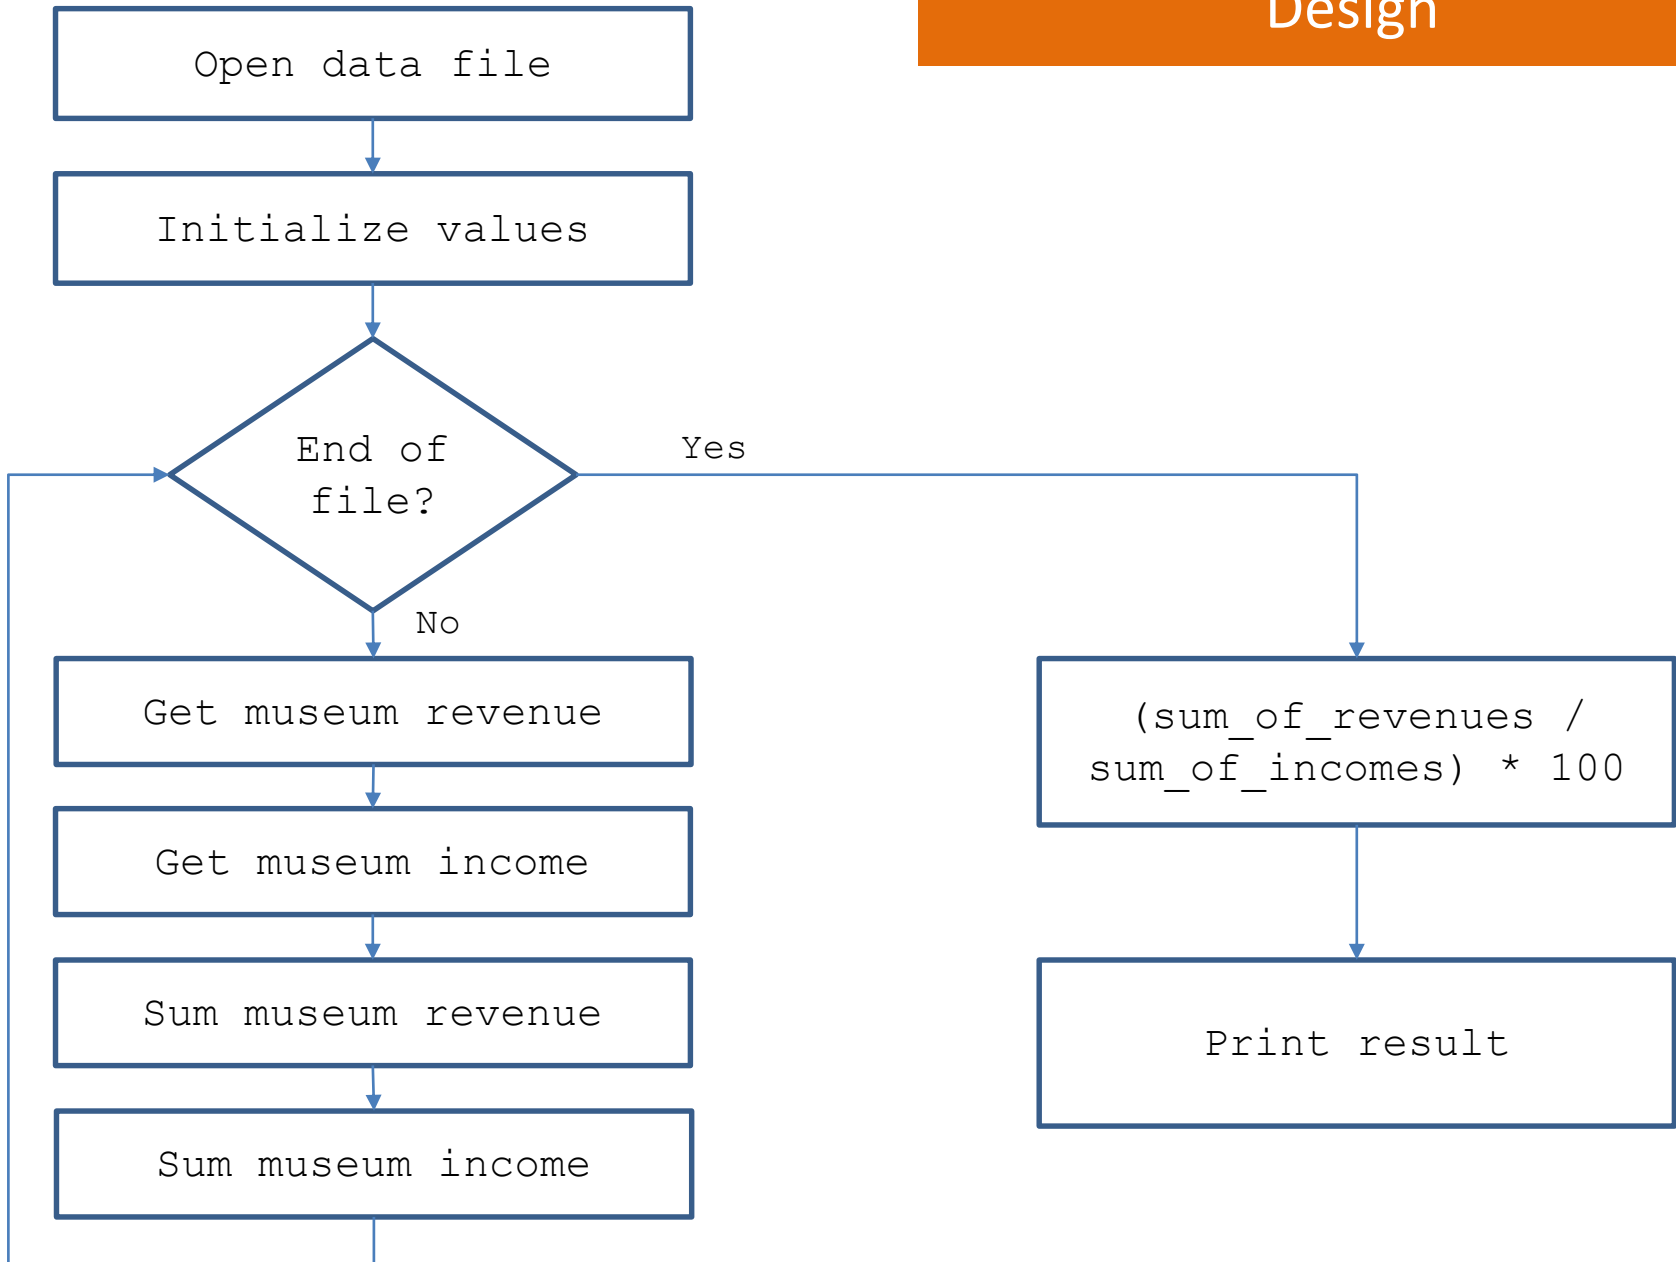 Design
Open data file
Initialize values
End of
file?
Yes
No
Get museum revenue
Get museum income
Sum museum revenue
Sum museum income
(sum_of_revenues /
sum_of_incomes) * 100
Print result